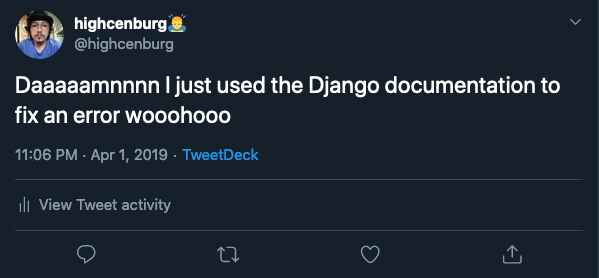 highcenburg🤷‍♂️
@highcenburg
Daaaaamnnnn I just used the Django documentation to
fix an error wooohooo
11:06 PM · Apr 1, 2019 · TweetDeck
View Tweet activity